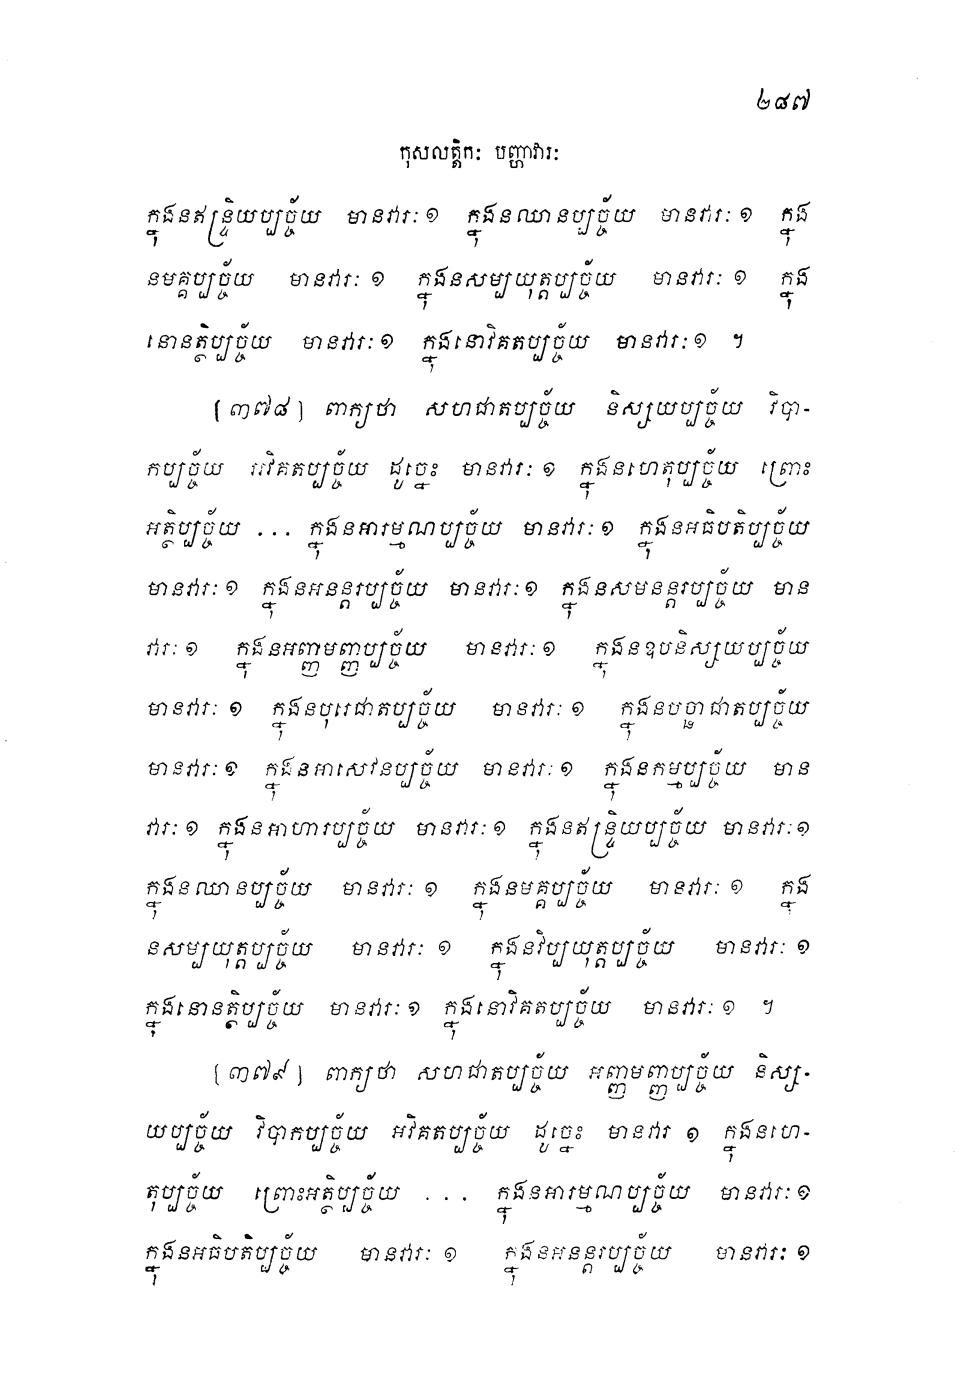 ២៨៧
កុសលត្តិកៈ បញ្ហាវារៈ
ក្នុងនឥន្ទ្រិយប្បច្ច័យ មានវារៈ ១ ក្នុងនឈានប្បច្ច័យ មានវារៈ ១ ក្នុង
នមគ្គប្បច្ច័យ មានវារៈ ១ ក្នុងនសម្បយុត្តប្បច្ច័យ មានវារៈ ១ ក្នុង
នោនត្ថិប្បច្ច័យ មានវារៈ ១ ក្នុងនោវិគតប្បច្ច័យ មានវារៈ ១ ។
[៣៧៨] ពាក្យថា សហជាតប្បច្ច័យ និស្សយប្បច្ច័យ វិបា-
កប្បច្ច័យ អវិគតប្បច្ច័យ ដូច្នេះ មានវារៈ ១ ក្នុងនហេតុប្បច្ច័យ ព្រោះ
អត្ថិប្បច្ច័យ ... ក្នុងនអារម្មណប្បច្ច័យ មានវារៈ ១ ក្នុងនអធិបតិប្បច្ច័យ
មានវារៈ ១ ក្នុងនអនន្តរប្បច្ច័យ មានវារៈ ១ ក្នុងនសមនន្តរប្បច្ច័យ មាន
វារៈ ១ ក្នុងនអញ្ញមញ្ញប្បច្ច័យ មានវារៈ ១ ក្នុងនឧបនិស្សយប្បច្ច័យ
មានវារៈ ១ ក្នុងនបុរេជាតប្បច្ច័យ មានវារៈ ១ ក្នុងនបច្ឆាជាតប្បច្ច័យ
មានវារៈ ១ ក្នុងនអាសេវនប្បច្ច័យ មានវារៈ ១ ក្នុងនកម្មប្បច្ច័យ មាន
វារៈ ១ ក្នុងនអាហារប្បច្ច័យ មានវារៈ ១ ក្នុងនឥន្ទ្រិយប្បច្ច័យ មានវារៈ ១
ក្នុងនឈានប្បច្ច័យ មានវារៈ ១ ក្នុងនមគ្គប្បច្ច័យ មានវារៈ ១ ក្នុង
នសម្បយុត្តប្បច្ច័យ មានវារៈ ១ ក្នុងនវិប្បយុត្តប្បច្ច័យ មានវារៈ ១
ក្នុងនោនត្ថិប្បច្ច័យ មានវារៈ ១ ក្នុងនោវិគតប្បច្ច័យ មានវារៈ ១ ។
[៣៧៩] ពាក្យថា សហជាតប្បច្ច័យ អញ្ញមញ្ញប្បច្ច័យ និស្ស-
យប្បច្ច័យ វិបាកប្បច្ច័យ អវិគតប្បច្ច័យ ដូច្នេះ មានវារ ១ ក្នុងនហេ-
តុប្បច្ច័យ ព្រោះអត្ថិប្បច្ច័យ ... ក្នុងនអារម្មណប្បច្ច័យ មានវារៈ ១
ក្នុងនអធិបតិប្បច្ច័យ មានវារៈ ១ ក្នុងនអនន្តរប្បច្ច័យ មានវារៈ ១